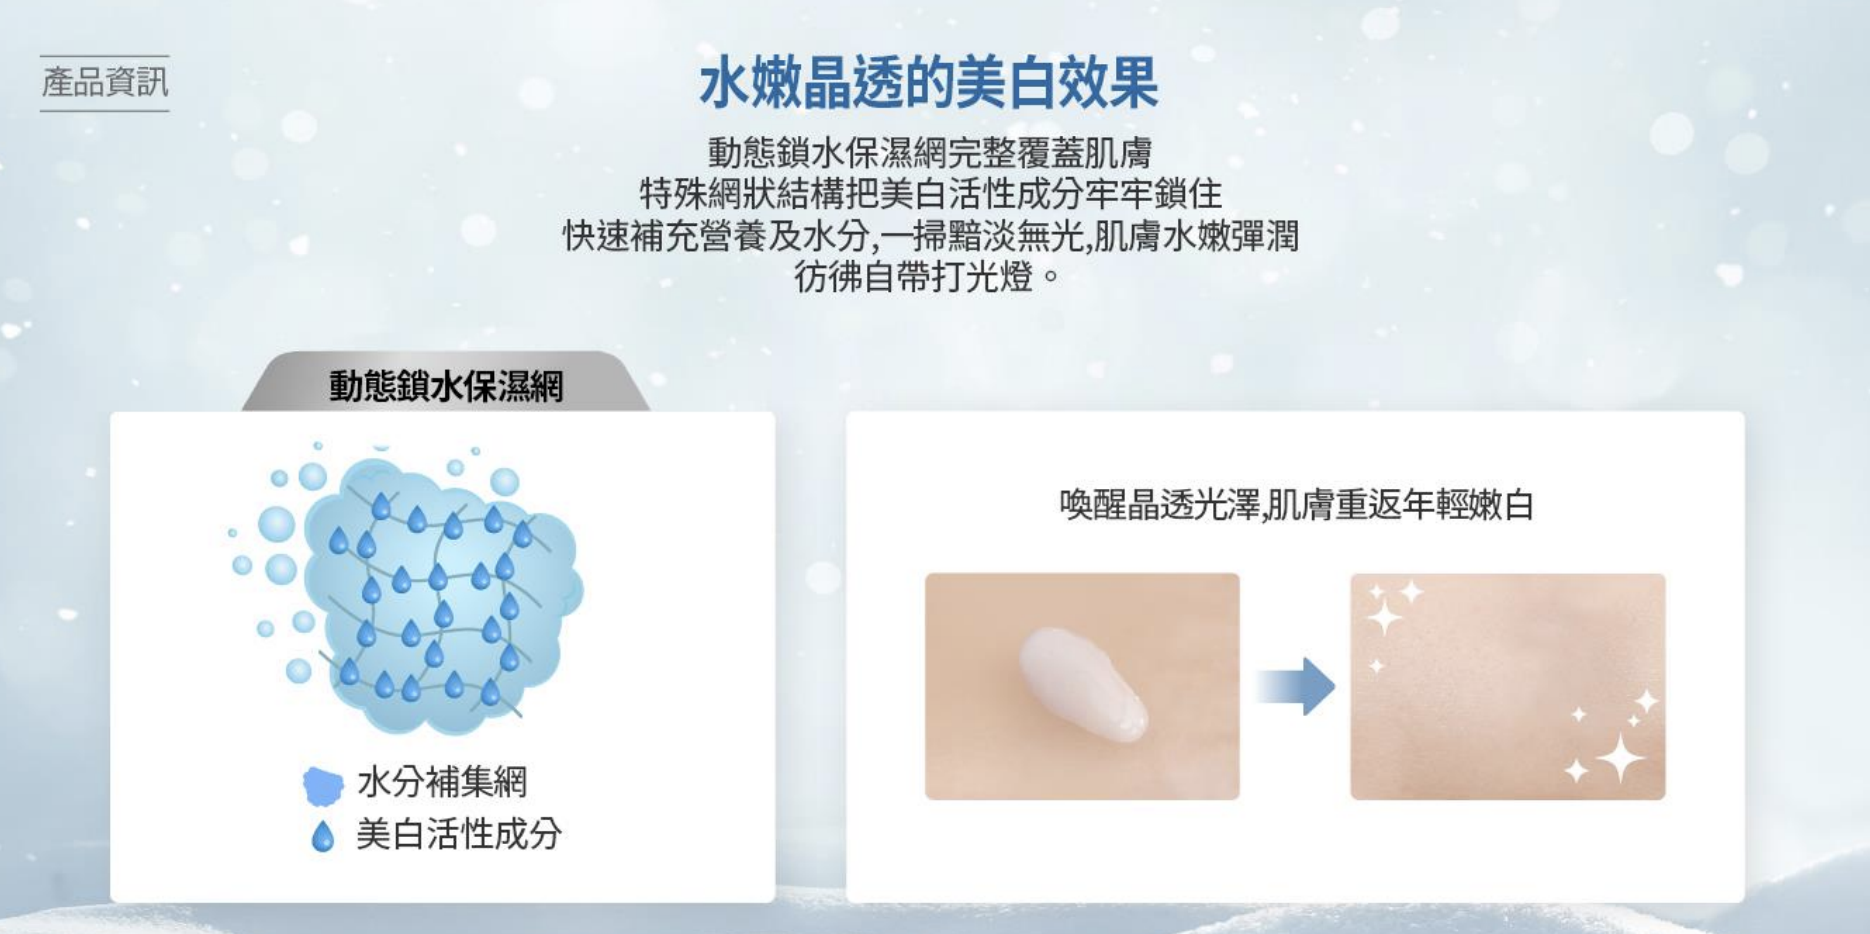 產品資訊
水嫩晶透的美白效果
動態鎖水保濕網完整覆蓋肌膚
特殊網狀結構把美白活性成分牢牢鎖住
快速補充營養及水分,一掃黯淡無光,肌膚水嫩彈潤
彷彿自帶打光燈。
動態鎖水保濕網
水分補集網
美白活性成分
喚醒晶透光澤,肌膚重返年輕嫩白